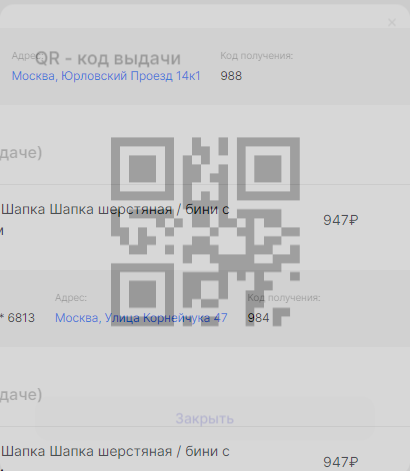 ×
Адрес:
QR - код выдачи
Код получения:
Москва, Юрловский Проезд 14к1
988
даче)
Шапка Шапка шерстяная / бини с
947₽
м
Адрес:
Код получения:
* 6813
Москва, Улица Корнейчука 47
984
даче)
Закрыть
Шапка Шапка шерстяная / бини с
947₽